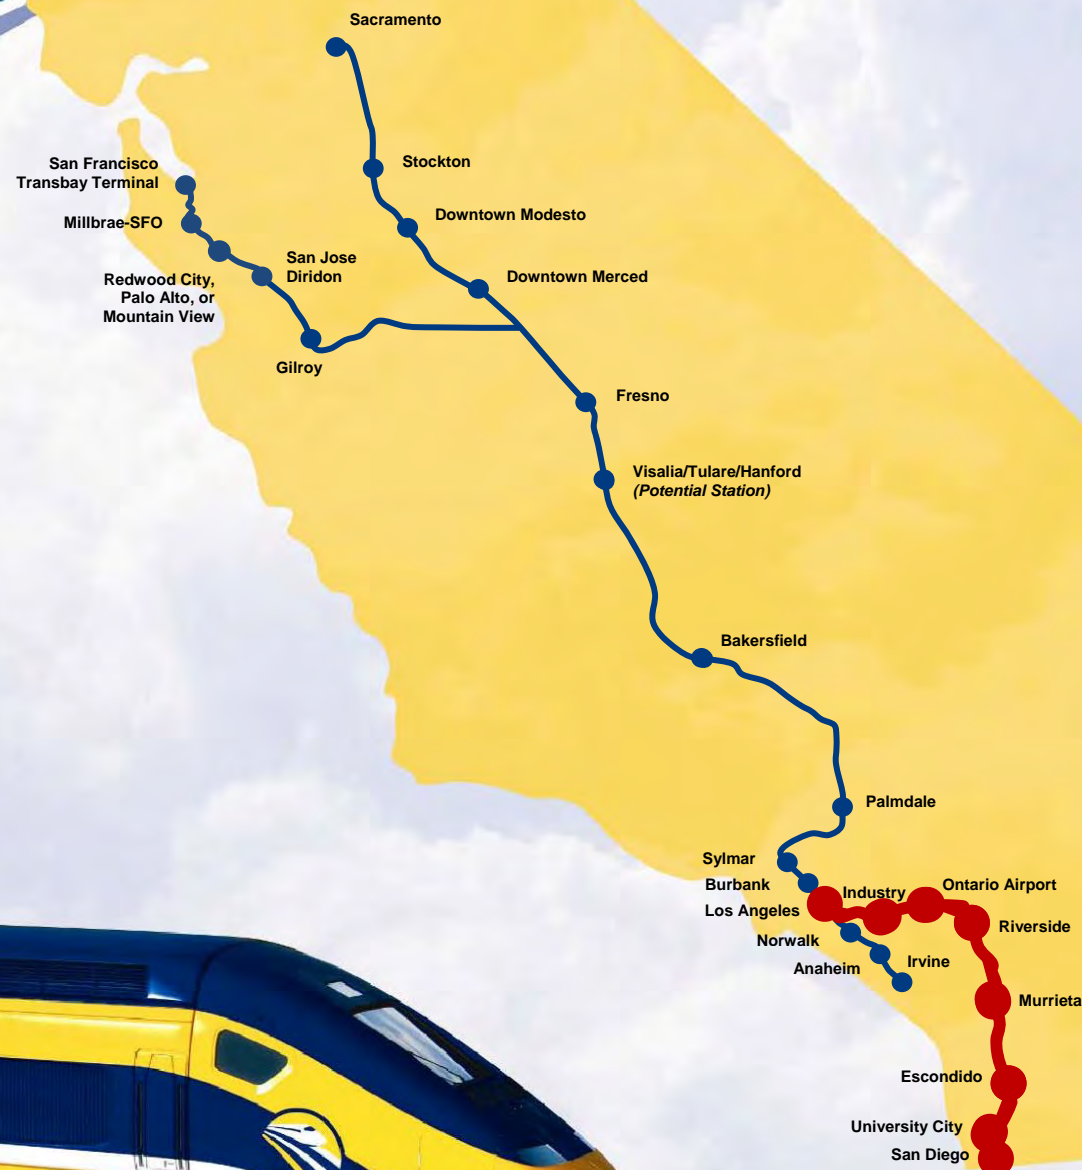 Sacramento
Stockton
San Francisco
Transbay Terminal
Millbrae-SFO
Downtown Modesto
San Jose
Diridon
Downtown Merced
Redwood City,
Palo Alto, or
Mountain View
Gilroy
Fresno
Visalia/Tulare/Hanford
(Potential Station)
Bakersfield
Palmdale
Sylmar
Burbank
Industry
Ontario Airport
Los Angeles
Riverside
Norwalk
Anaheim
Irvine
Murrieta
Escondido
University City
San Diego